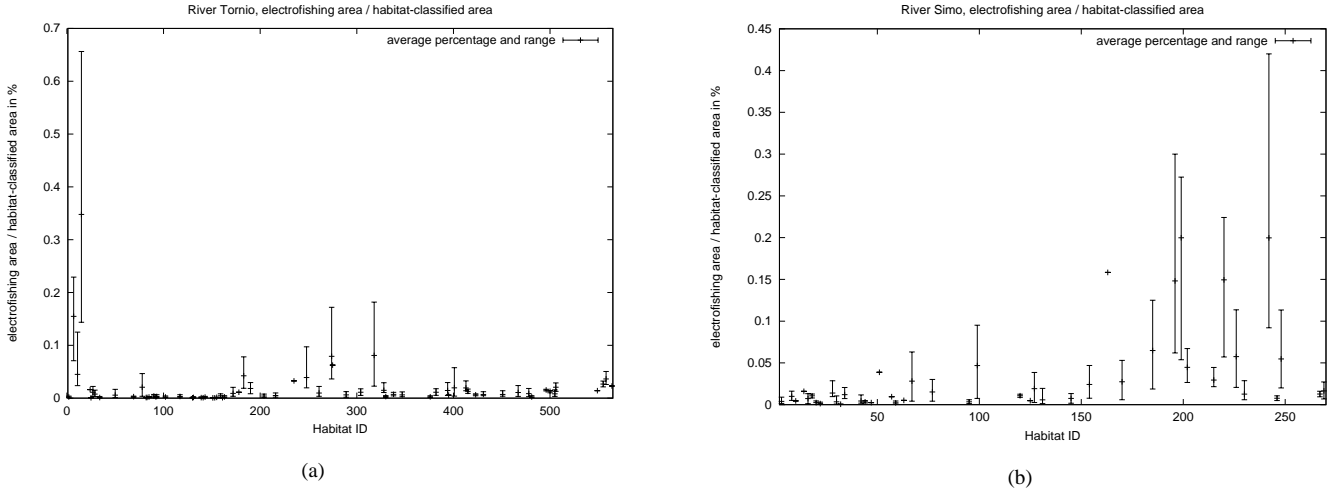 River Tornio, electrofishing area / habitat-classified area
average percentage and range
electrofishing area / habitat-classified area in %
0.7
0.6
0.5
0.4
0.3
0.2
0.1
0
0 100 200 300 400 500
Habitat ID
(a)
River Simo, electrofishing area / habitat-classified area
average percentage and range
electrofishing area / habitat-classified area in %
0.45
0.4
0.35
0.3
0.25
0.2
0.15
0.1
0.05
0
50 100 150 200 250
Habitat ID
(b)